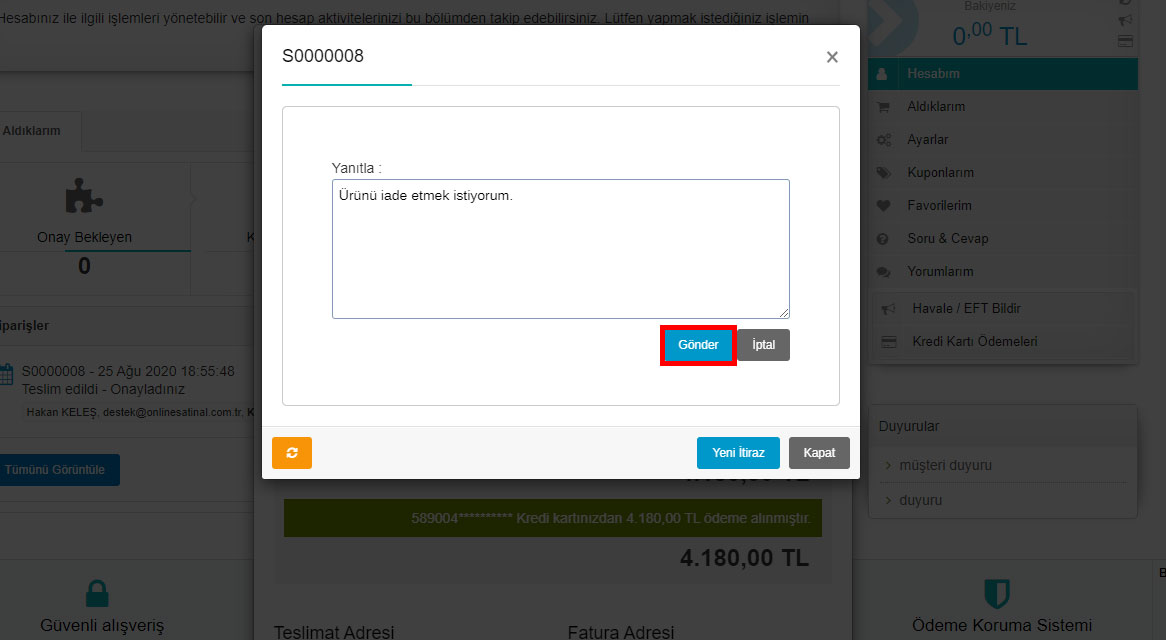 Hesabınız ile ilgili işlemleri yönetebilir ve son hesap aktivitelerinizi bu bölümden takip edebilirsiniz. Lütfen yapmak istediğiniz işlemin
Bakiyeniz
0,00 TL
S0000008
×
Hesabım
Aldıklarım
Ayarlar
Kuponlarım
Favorilerim
Soru & Cevap
Yorumlarım
Havale / EFT Bildir
Kredi Kartı Ödemeleri
Aldıklarım
Yanıtla :
Ürünü iade etmek istiyorum.
Gönder
İptal
Onay Bekleyen
K
0
iparişler
S0000008 - 25 Ağu 2020 18:55:48
Teslim edildi - Onayladınız
Hakan KELEŞ, destek@onlinesatinal.com.tr, K
Tümünü Görüntüle
Yeni İtiraz
Kapat
Duyurular
müşteri duyuru
duyuru
589004********** Kredi kartınızdan 4.180,00 TL ödeme alınmıştır.
4.180,00 TL
Güvenli alışveriş
Teslimat Adresi
Fatura Adresi
Ödeme Koruma Sistemi
B